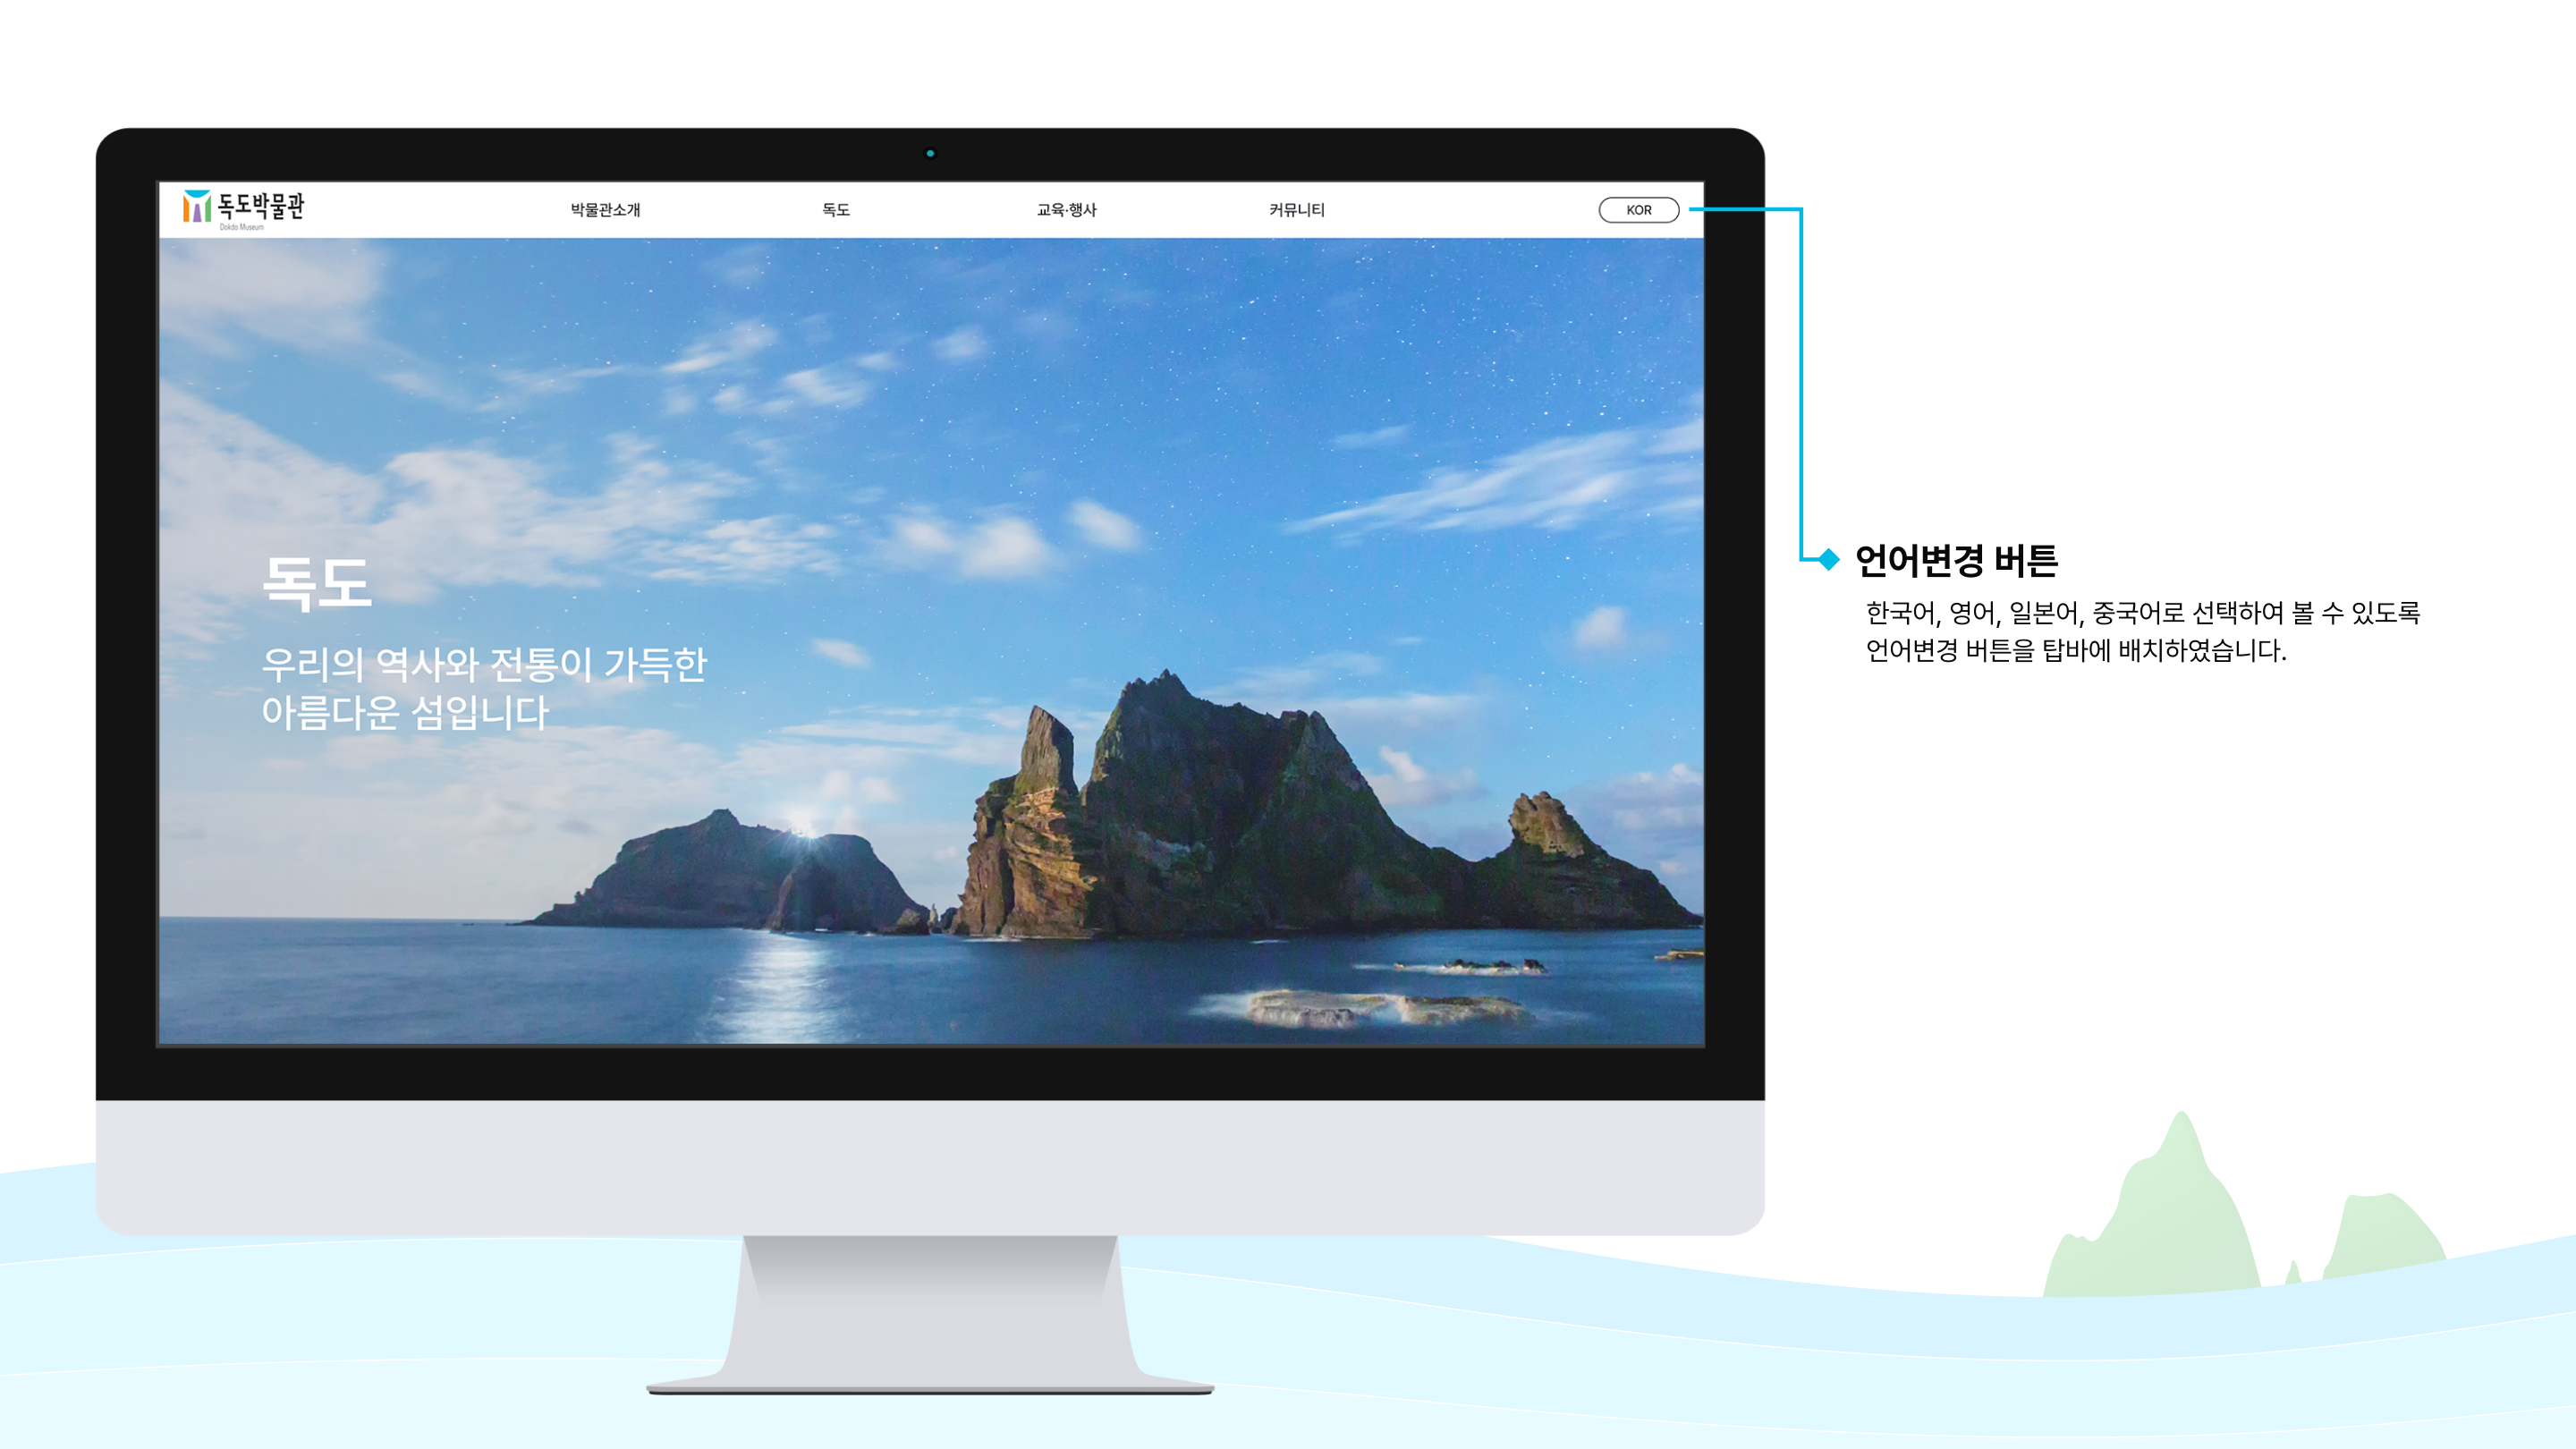 독도박물관
Dokdo Museum
박물관소개
독도
교육·행사
커뮤니티
KOR
독도
우리의 역사와 전통이 가득한
아름다운 섬입니다
언어변경 버튼
한국어, 영어, 일본어, 중국어로 선택하여 볼 수 있도록
언어변경 버튼을 탑바에 배치하였습니다.